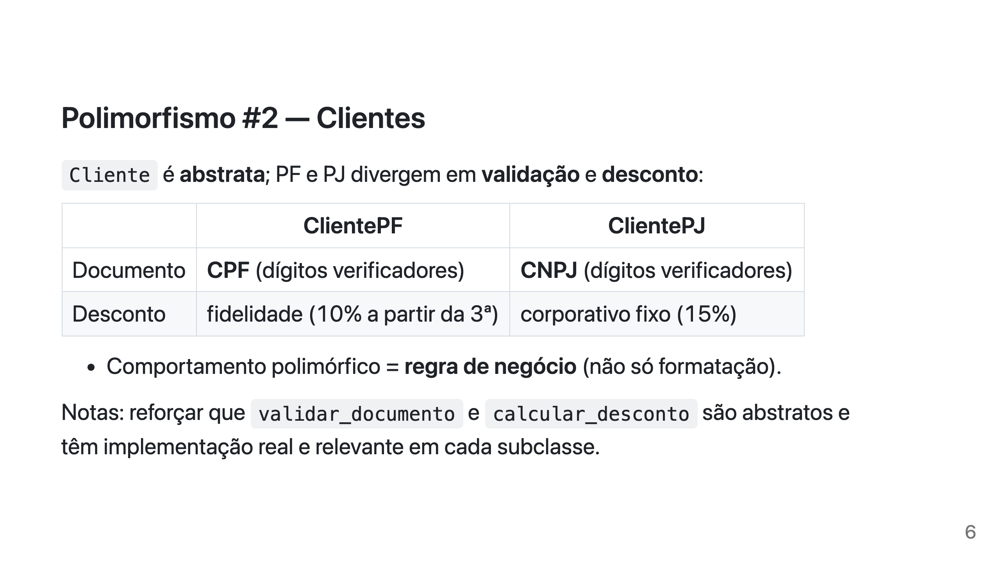 Polimorfismo #2 — Clientes
Cliente é abstrata; PF e PJ divergem em validação e desconto:
ClientePF ClientePJ
Documento CPF (dígitos verificadores) CNPJ (dígitos verificadores)
Desconto fidelidade (10% a partir da 3ª) corporativo fixo (15%)
• Comportamento polimórfico = regra de negócio (não só formatação).
Notas: reforçar que validar_documento e calcular_desconto são abstratos e
têm implementação real e relevante em cada subclasse.
6